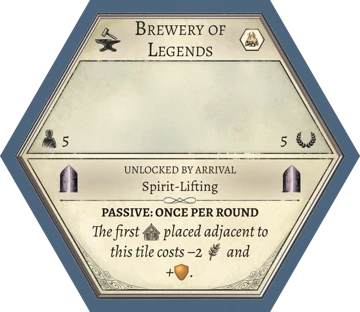 Brewery of
Legends
5 5
UNLOCKED BY ARRIVAL
Spirit-Lifting
PASSIVE: ONCE PER ROUND
The first placed adjacent to
this tile costs –2 and
+ .